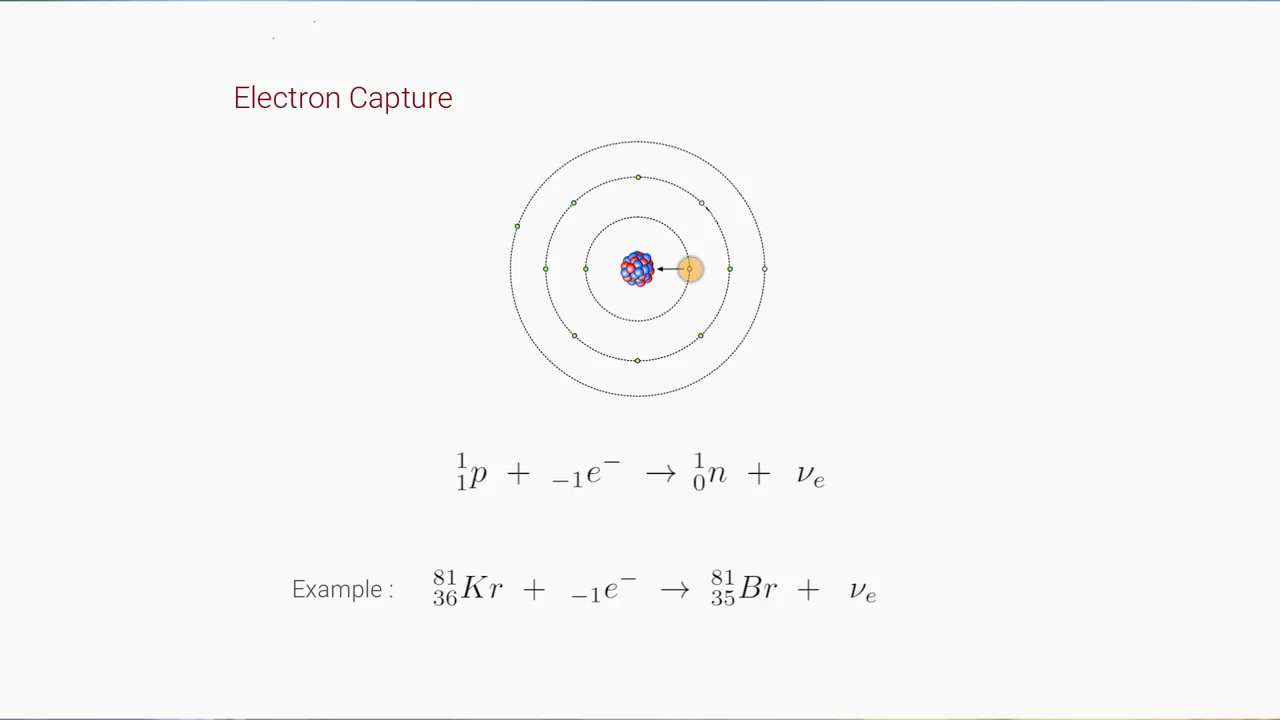 Electron Capture
¹₁p + ₋₁e⁻ → ¹₀n + νₑ
Example : ⁸¹₃₆Kr + ₋₁e⁻ → ⁸¹₃₅Br + νₑ